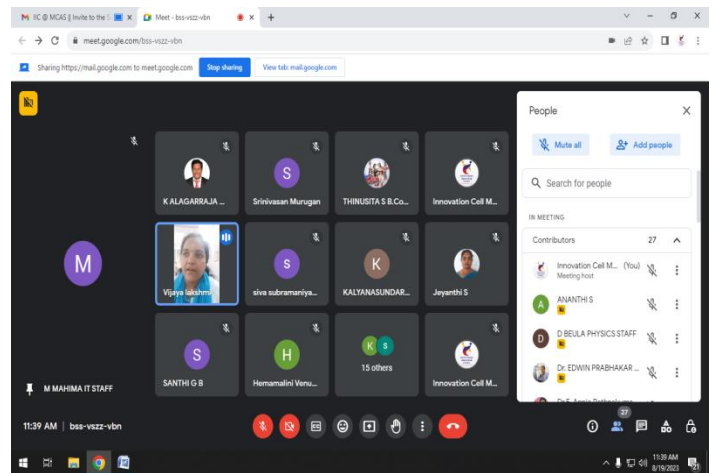 IIC @ MCAS || Invite to the S
Meet - bss-vszz-vbn
meet.google.com/bss-vszz-vbn
Sharing https://mail.google.com to meet.google.com
Stop sharing
View tab: mail.google.com
K ALAGARRAJA ...
Srinivasan Murugan
THINUSITA S B.Co...
Innovation Cell M...
M
S
Vijaya lakshmi
siva subramaniya...
KALYANASUNDAR...
Jeyanthi S
s
K
SANTHI G B
Hemamalini Venu...
15 others
Innovation Cell M...
S
H
K s
M MAHIMA IT STAFF
People
Mute all
Add people
Search for people
IN MEETING
Contributors 27
Innovation Cell M... (You)
Meeting host
A ANANTHI S
D D BEULA PHYSICS STAFF
Dr. EDWIN PRABHAKAR ...
11:39 AM | bss-vszz-vbn
27
11:39 AM
8/19/2023
21